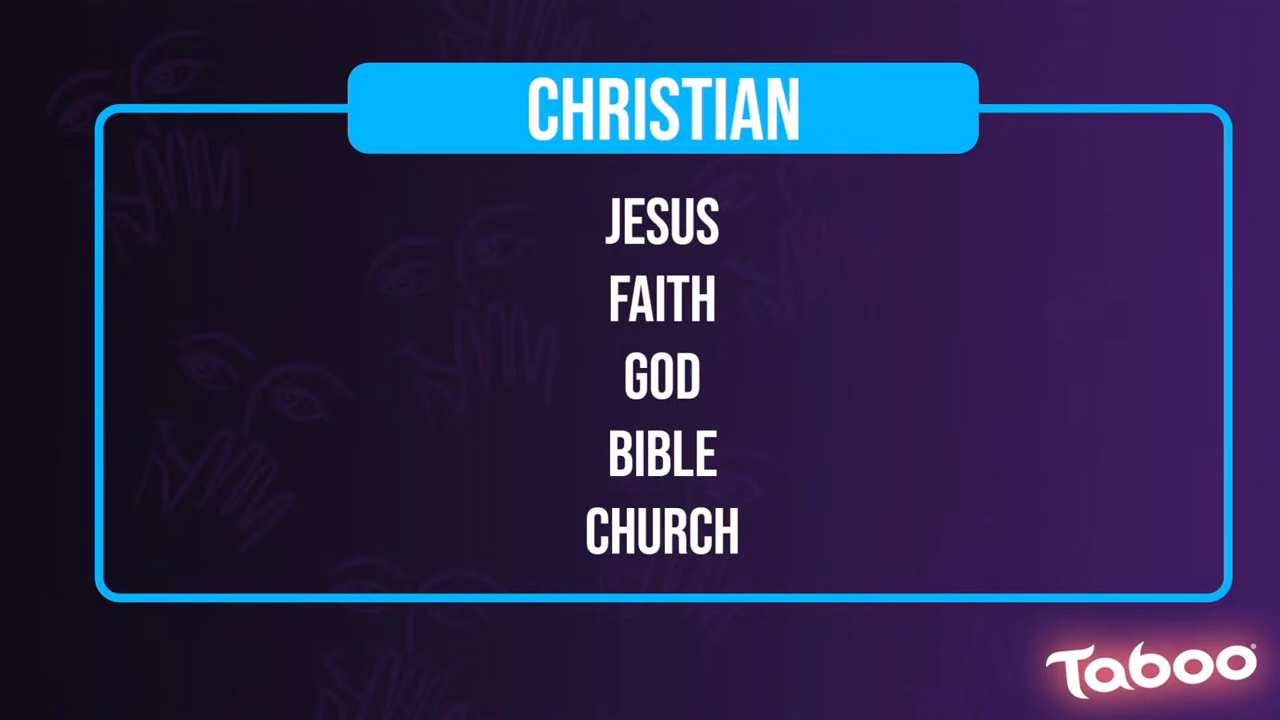 CHRISTIAN
JESUS
FAITH
GOD
BIBLE
CHURCH
Taboo®